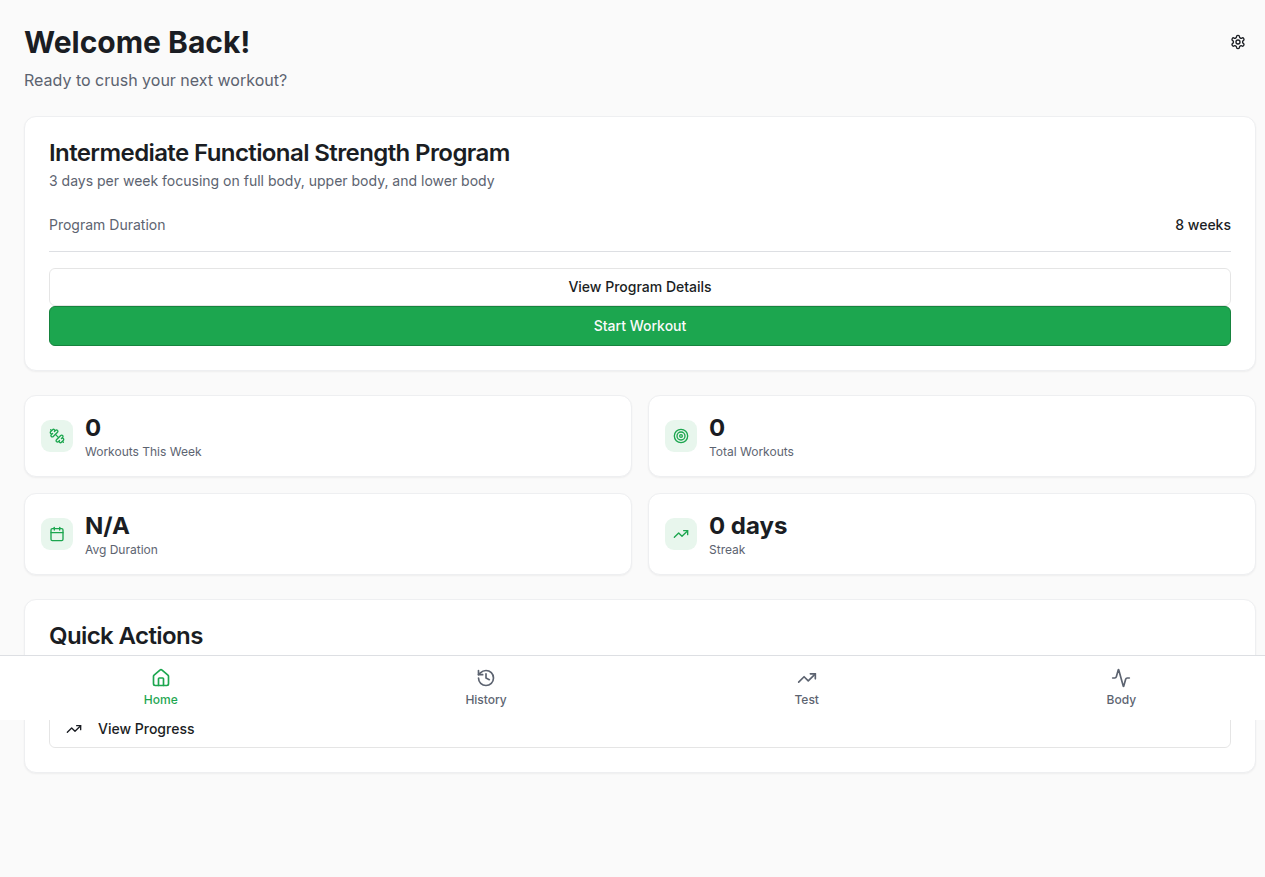 Welcome Back!
Ready to crush your next workout?
Intermediate Functional Strength Program
3 days per week focusing on full body, upper body, and lower body
Program Duration
8 weeks
View Program Details
Start Workout
0
Workouts This Week
0
Total Workouts
N/A
Avg Duration
0 days
Streak
Quick Actions
Home
History
Test
Body
View Progress